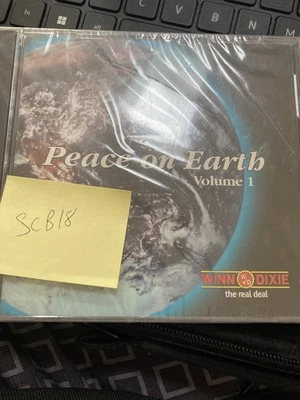 Peace on Earth
Volume 1
SCB18
WINN DIXIE
the real deal